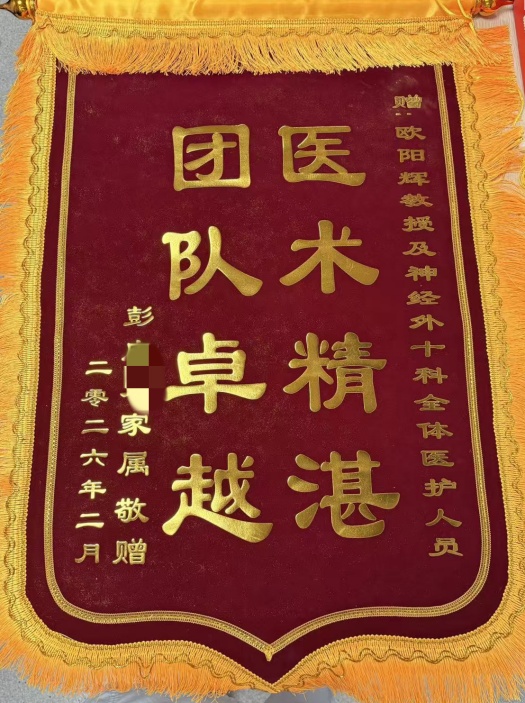 赠:欧阳辉教授及神经外十科全体医护人员
医术精湛
团队卓越
彭家属敬赠
二零二六年二月